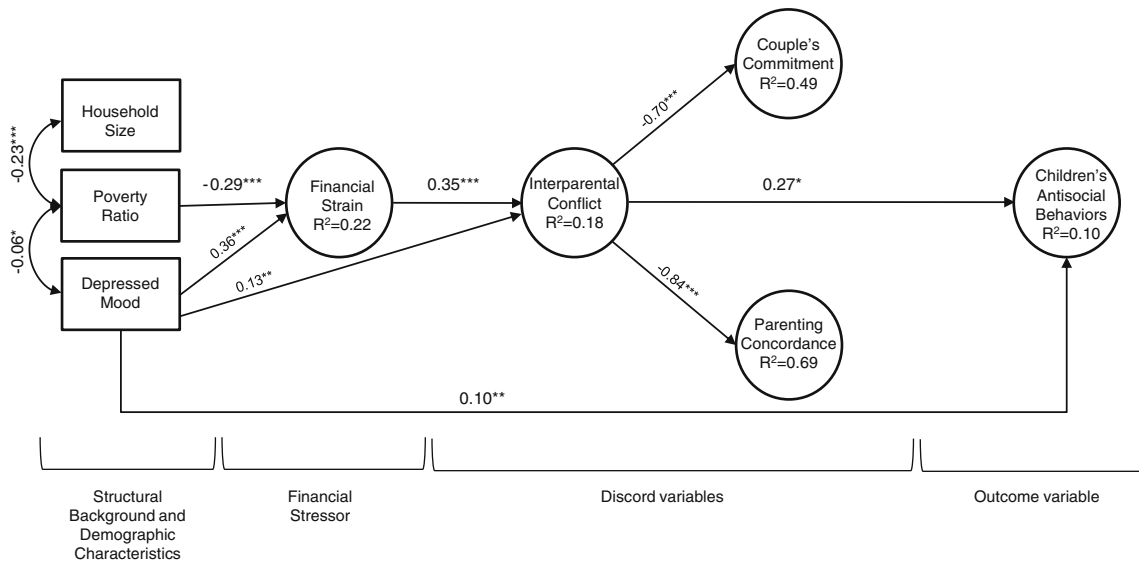 Couple's
Commitment
R²=0.49
Household
Size
-0.23***
-0.70***
Poverty
Ratio
-0.29***
Financial
Strain
R²=0.22
0.35***
Interparental
Conflict
R²=0.18
0.27*
Children's
Antisocial
Behaviors
R²=0.10
-0.06*
0.36***
0.13**
Depressed
Mood
-0.84***
Parenting
Concordance
R²=0.69
0.10**
Structural
Background and
Demographic
Characteristics
Financial
Stressor
Discord variables
Outcome variable